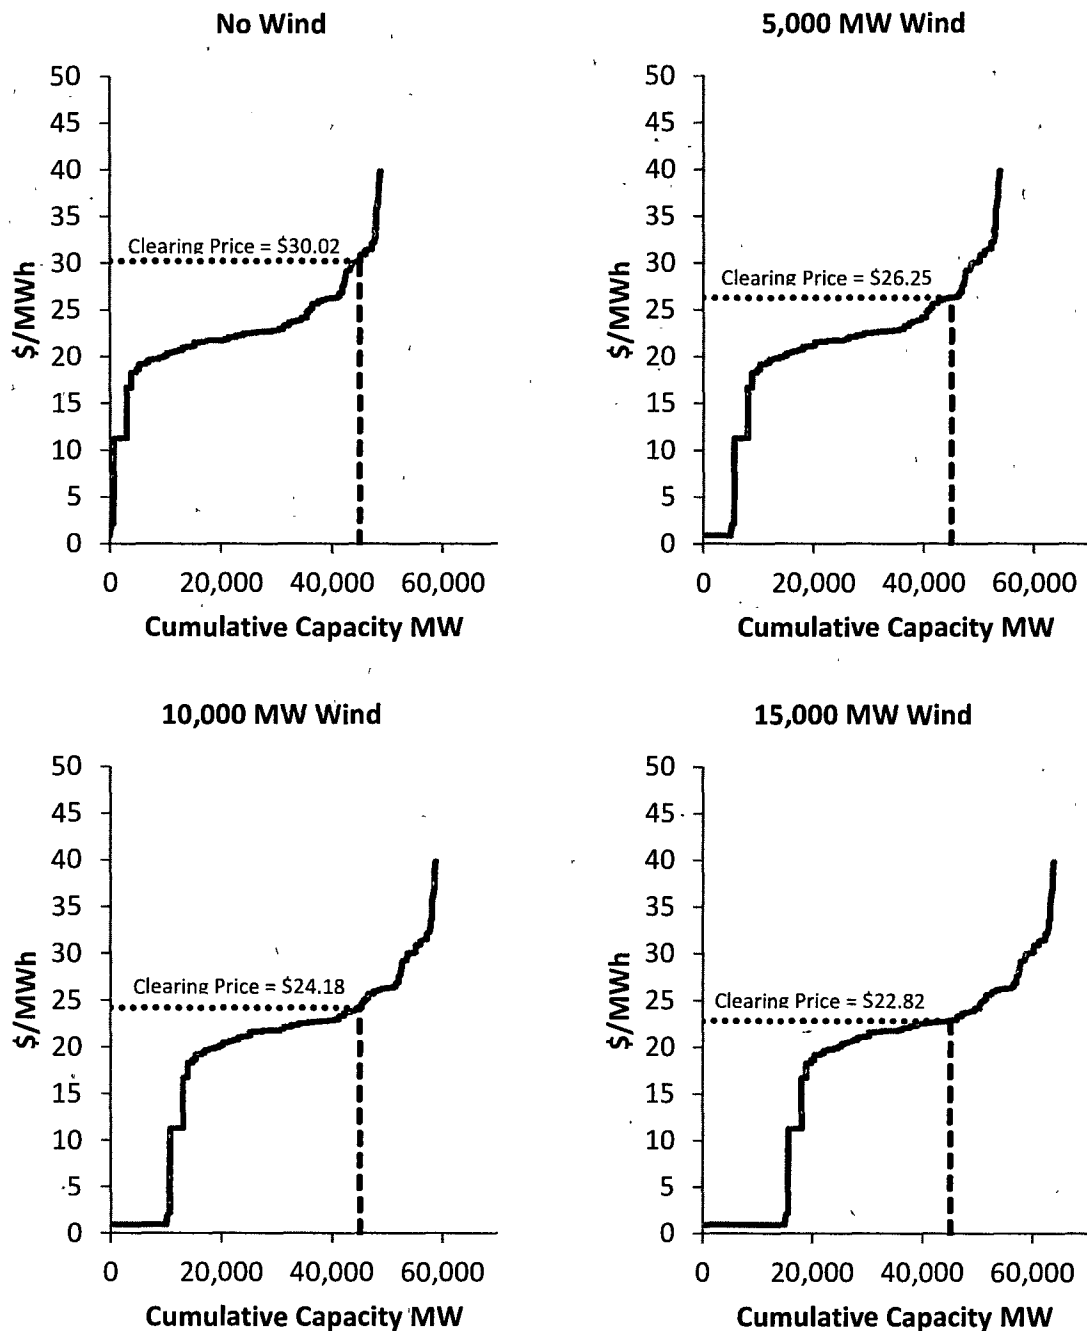 No Wind
50
45
40
35
30
25
20
15
10
5
0
$/MWh
Clearing Price = $30.02
0 20,000 40,000 60,000
Cumulative Capacity MW
5,000 MW Wind
50
45
40
35
30
25
20
15
10
5
0
$/MWh
Clearing Price = $26.25
0 20,000 40,000 60,000
Cumulative Capacity MW
10,000 MW Wind
50
45
40
35
30
25
20
15
10
5
0
$/MWh
Clearing Price = $24.18
0 20,000 40,000 60,000
Cumulative Capacity MW
15,000 MW Wind
50
45
40
35
30
25
20
15
10
5
0
$/MWh
Clearing Price = $22.82
0 20,000 40,000 60,000
Cumulative Capacity MW